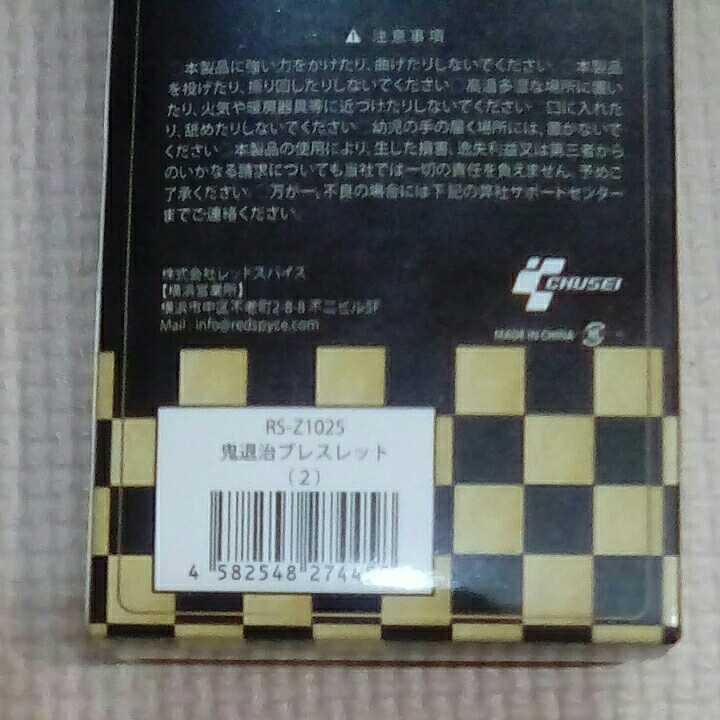 ⚠ 注意事項
本製品に強い力をかけたり、曲げたりしないでください 本製品
を投げたり、振り回したりしないでください 高温多湿な場所に置い
たり、火気や暖房器具等に近づけたりしないでください 口に入れた
り、舐めたりしないでください 幼児の手の届く場所には、置かないで
ください 本製品の使用により、生じた損害、逸失利益又は第三者から
のいかなる請求についても当社では一切の責任を負えません。予めご
了承ください。 万が一、不良の場合には下記の弊社サポートセンター
までご連絡ください。
株式会社レッドスパイス
【横浜営業所】
横浜市中区不老町2-8-8 不二ビル5F
Mail info@redspyce.com
CHUSEI
MADE IN CHINA
RS-Z1025
鬼退治ブレスレット
(2)
4 582548 2744